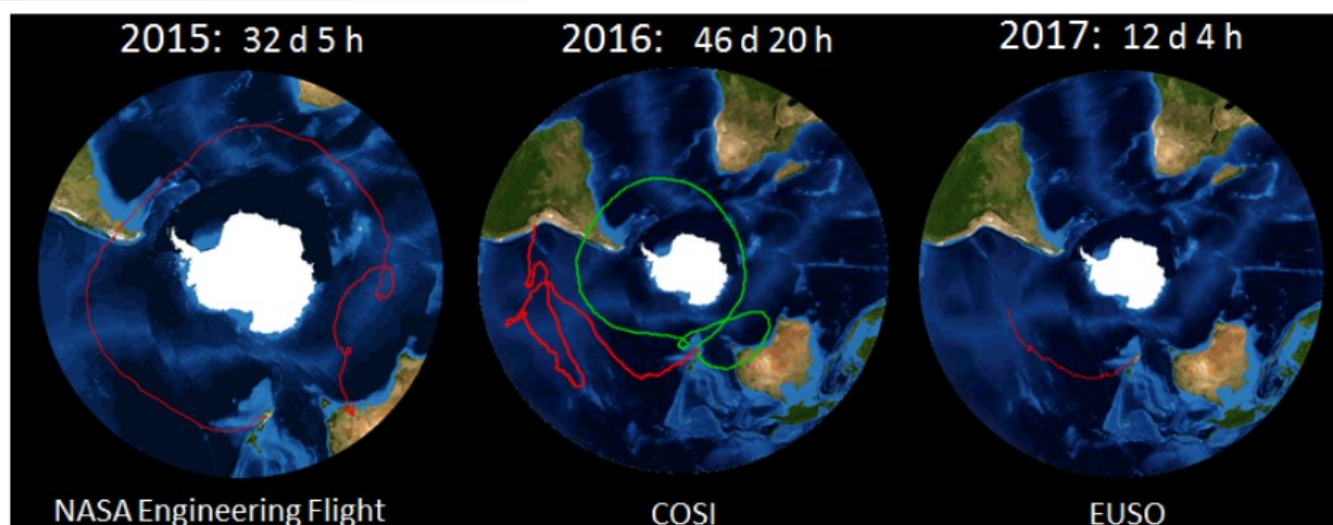 2015: 32 d 5 h
2016: 46 d 20 h
2017: 12 d 4 h
NASA Engineering Flight
COSI
EUSO